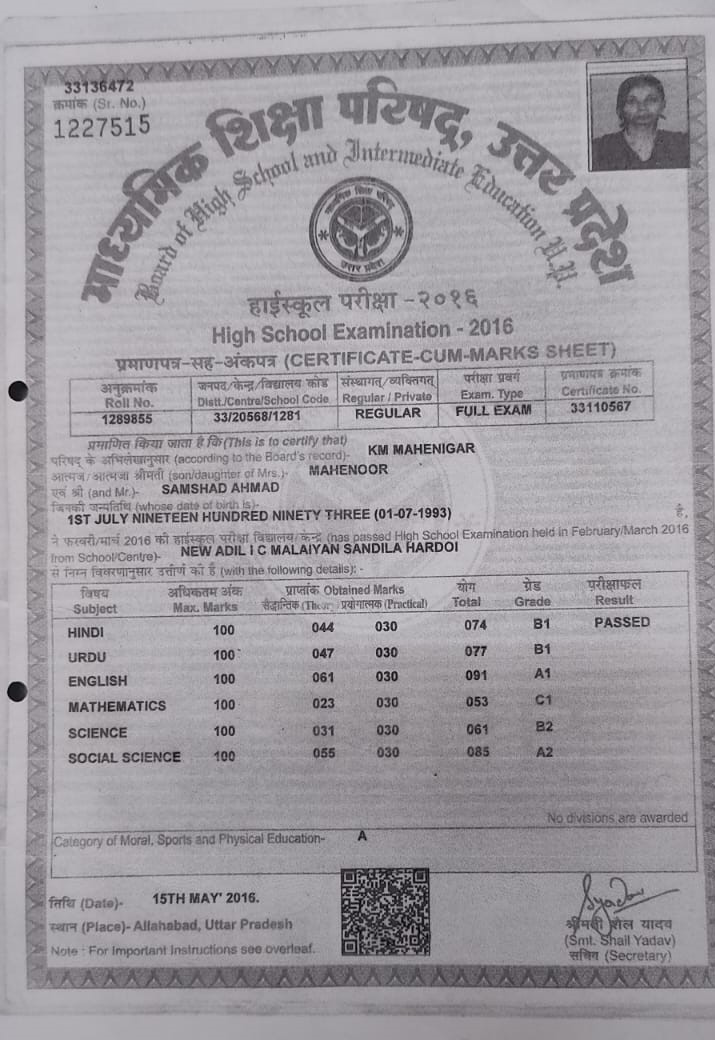 33136472
क्रमांक (Sr. No.)
1227515
माध्यमिक शिक्षा परिषद्, उत्तर प्रदेश
Board of High School and Intermediate Education U.P.
माध्यमिक शिक्षा परिषद्
उत्तर प्रदेश
हाईस्कूल परीक्षा -२०१६
High School Examination - 2016
प्रमाणपत्र-सह-अंकपत्र (CERTIFICATE-CUM-MARKS SHEET)
अनुक्रमांक जनपद/केन्द्र/विद्यालय कोड संस्थागत/व्यक्तिगत् परीक्षा प्रवर्ग प्रमाणपत्र क्रमांक
Roll No. Distt./Centre/School Code Regular / Private Exam. Type Certificate No.
1289855 33/20568/1281 REGULAR FULL EXAM 33110567
प्रमाणित किया जाता है कि (This is to certify that)
परिषद् के अभिलेखानुसार (according to the Board's record)- KM MAHENIGAR
आत्मज/आत्मजा श्रीमती (son/daughter of Mrs.)- MAHENOOR
एवं श्री (and Mr.)- SAMSHAD AHMAD
जिनकी जन्मतिथि (whose date of birth is)-
1ST JULY NINETEEN HUNDRED NINETY THREE (01-07-1993) है,
ने फरवरी/मार्च 2016 की हाईस्कूल परीक्षा विद्यालय/केन्द्र (has passed High School Examination held in February/March 2016
from School/Centre)- NEW ADIL I C MALAIYAN SANDILA HARDOI
से निम्न विवरणानुसार उत्तीर्ण की है (with the following details): -
विषय अधिकतम अंक प्राप्तांक Obtained Marks योग ग्रेड परीक्षाफल
Subject Max. Marks सैद्धान्तिक (Theory) प्रयोगात्मक (Practical) Total Grade Result
HINDI 100 044 030 074 B1 PASSED
URDU 100 047 030 077 B1
ENGLISH 100 061 030 091 A1
MATHEMATICS 100 023 030 053 C1
SCIENCE 100 031 030 061 B2
SOCIAL SCIENCE 100 055 030 085 A2
No divisions are awarded
Category of Moral, Sports and Physical Education- A
तिथि (Date)- 15TH MAY' 2016.
स्थान (Place)- Allahabad, Uttar Pradesh
Note : For Important Instructions see overleaf.
Syadav
श्रीमती शैल यादव
(Smt. Shail Yadav)
सचिव (Secretary)